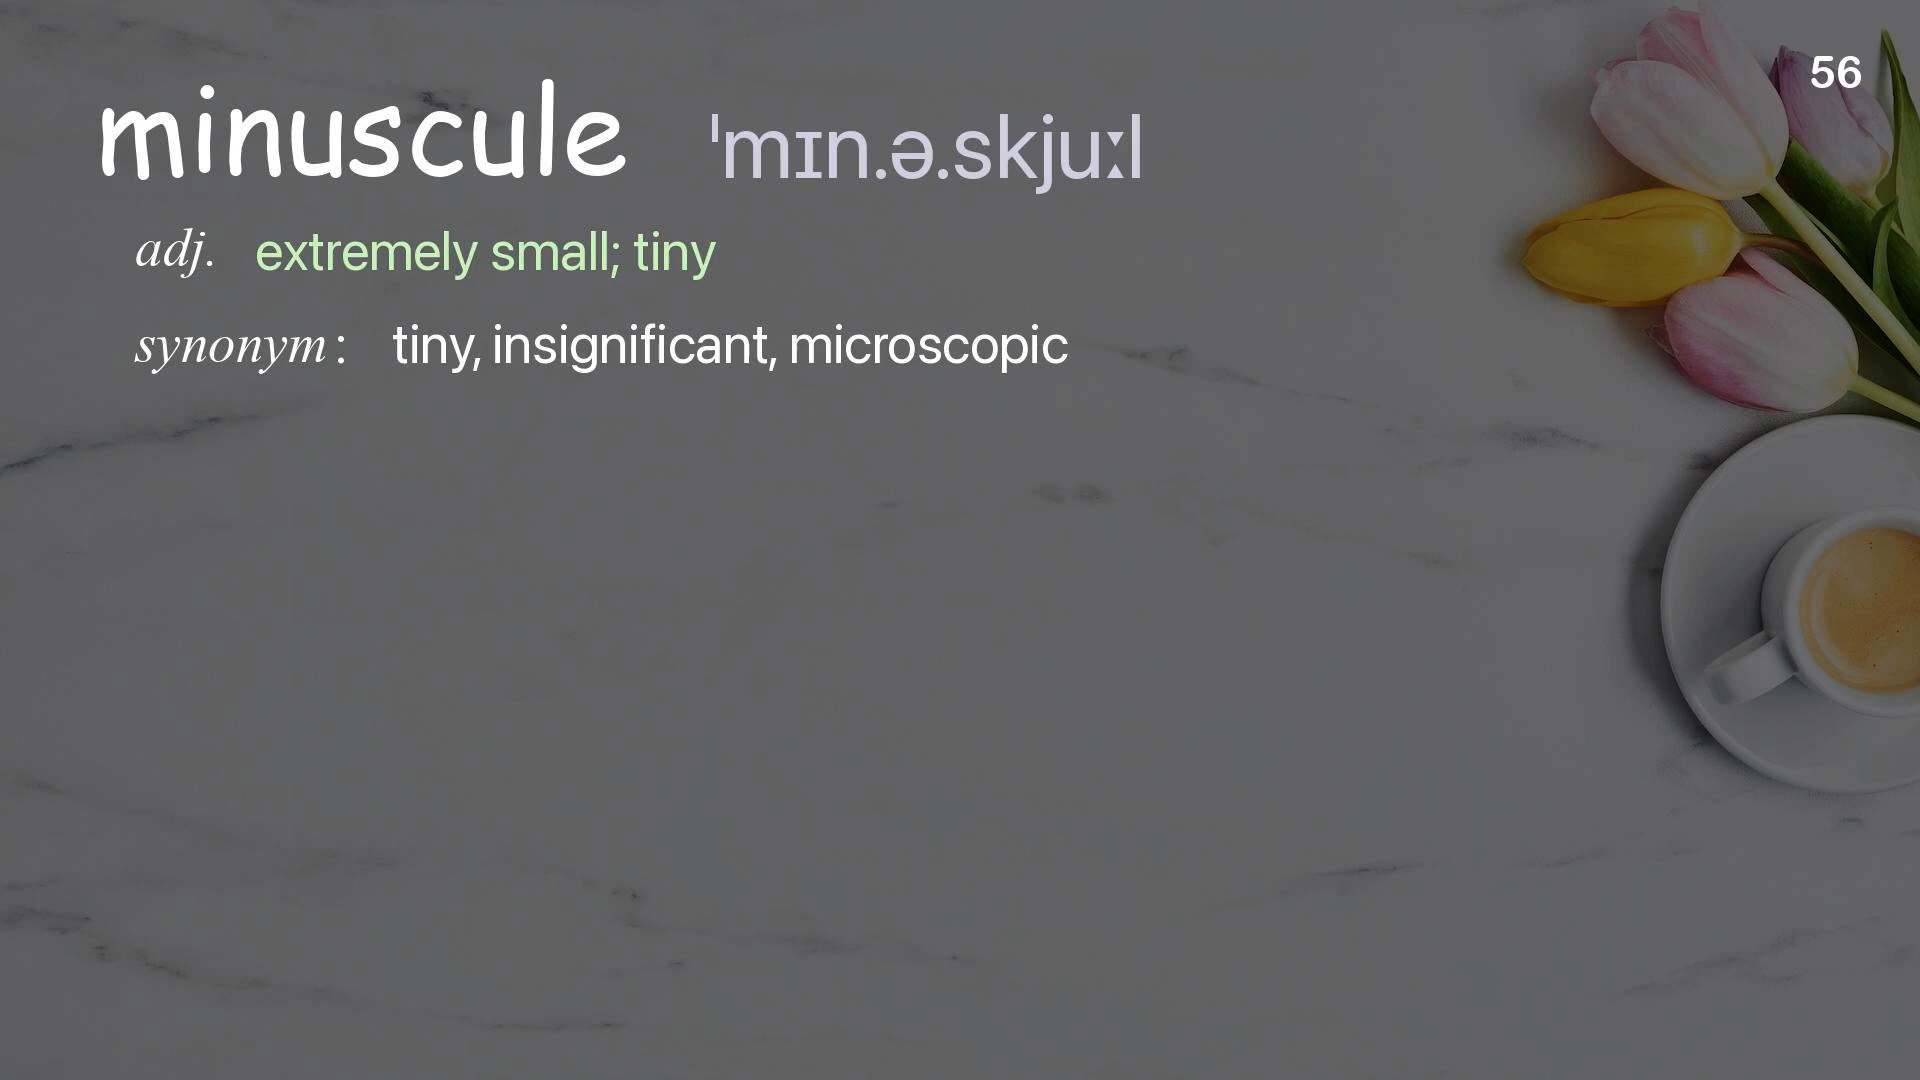 56
minuscule ˈmɪn.ə.skjuːl
adj. extremely small; tiny
synonym : tiny, insignificant, microscopic